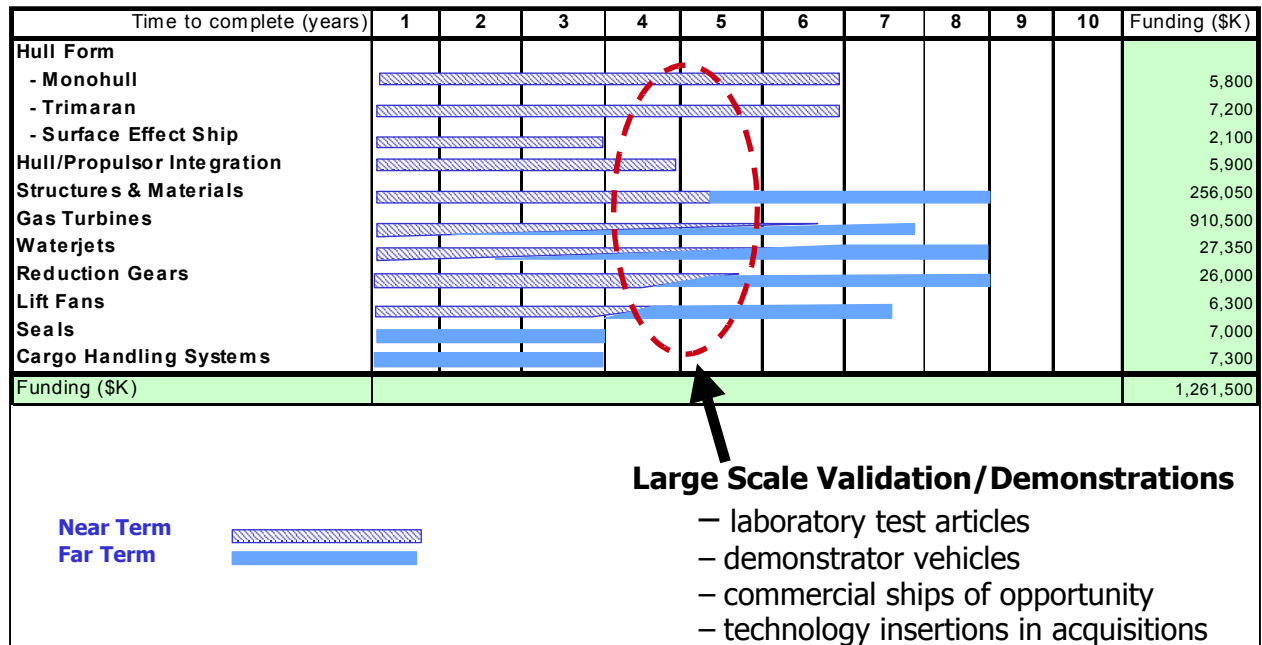 Time to complete (years) 1 2 3 4 5 6 7 8 9 10 Funding ($K)
Hull Form
- Monohull 5,800
- Trimaran 7,200
- Surface Effect Ship 2,100
Hull/Propulsor Integration 5,900
Structures & Materials 256,050
Gas Turbines 910,500
Waterjets 27,350
Reduction Gears 26,000
Lift Fans 6,300
Seals 7,000
Cargo Handling Systems 7,300
Funding ($K) 1,261,500
Large Scale Validation/Demonstrations
– laboratory test articles
– demonstrator vehicles
– commercial ships of opportunity
– technology insertions in acquisitions
Near Term
Far Term